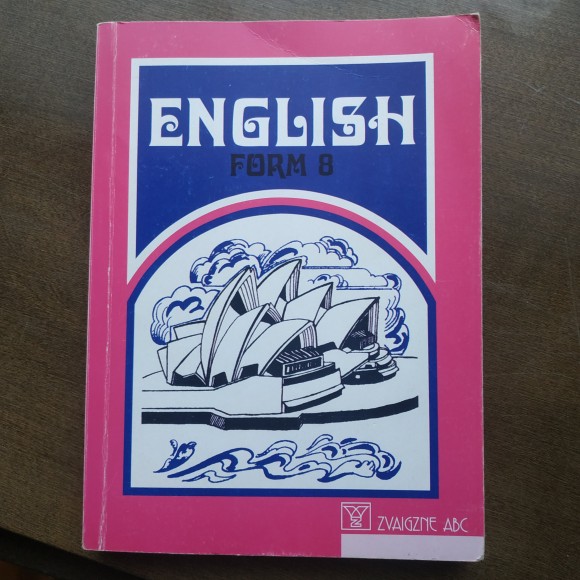 ENGLISH
FORM 8
ZVAIGZNE ABC